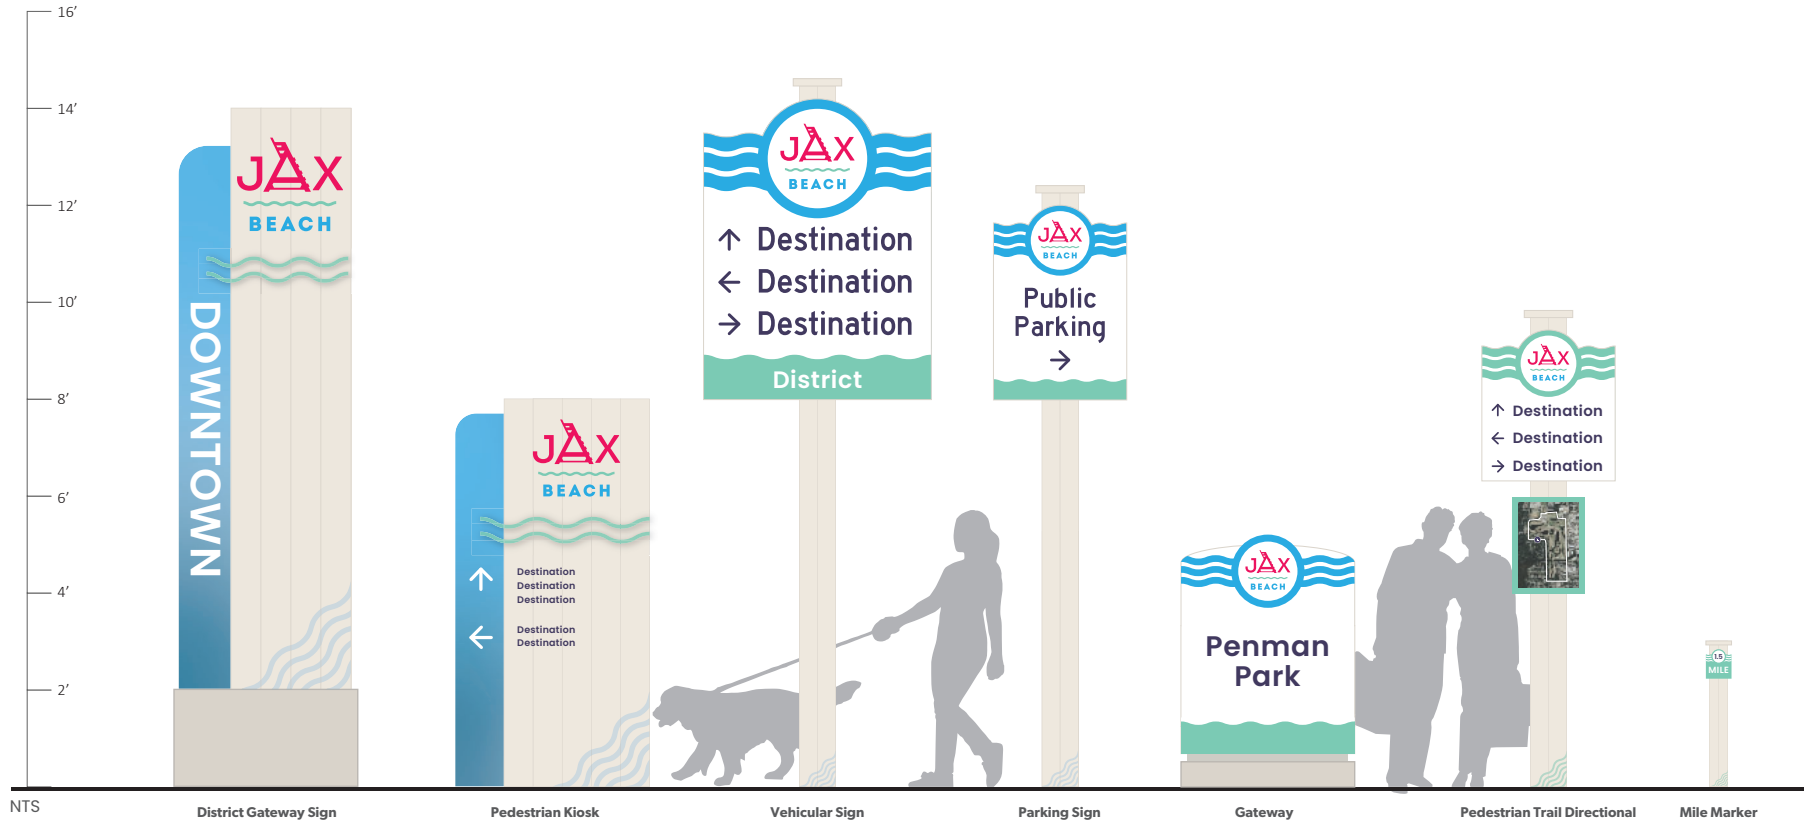 16’
14’
12’
10’
8’
6’
4’
2’
NTS
JAX
BEACH
DOWNTOWN
District Gateway Sign
JAX
BEACH
Destination
Destination
Destination
Destination
Destination
Pedestrian Kiosk
JAX
BEACH
↑ Destination
← Destination
→ Destination
District
Vehicular Sign
JAX
BEACH
Public
Parking
→
Parking Sign
JAX
BEACH
Penman
Park
Gateway
JAX
BEACH
↑ Destination
← Destination
→ Destination
Pedestrian Trail Directional
1.5
MILE
Mile Marker